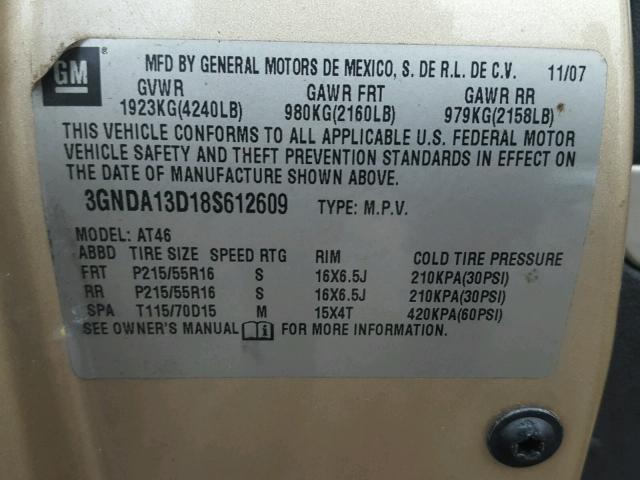 GM ®
MFD BY GENERAL MOTORS DE MEXICO, S. DE R.L. DE C.V. 11/07
GVWR GAWR FRT GAWR RR
1923KG(4240LB) 980KG(2160LB) 979KG(2158LB)
THIS VEHICLE CONFORMS TO ALL APPLICABLE U.S. FEDERAL MOTOR
VEHICLE SAFETY AND THEFT PREVENTION STANDARDS IN EFFECT ON
THE DATE OF MANUFACTURE SHOWN ABOVE.
3GNDA13D18S612609 TYPE: M.P.V.
MODEL: AT46
ABBD TIRE SIZE SPEED RTG RIM COLD TIRE PRESSURE
FRT P215/55R16 S 16X6.5J 210KPA(30PSI)
RR P215/55R16 S 16X6.5J 210KPA(30PSI)
SPA T115/70D15 M 15X4T 420KPA(60PSI)
SEE OWNER'S MANUAL FOR MORE INFORMATION.